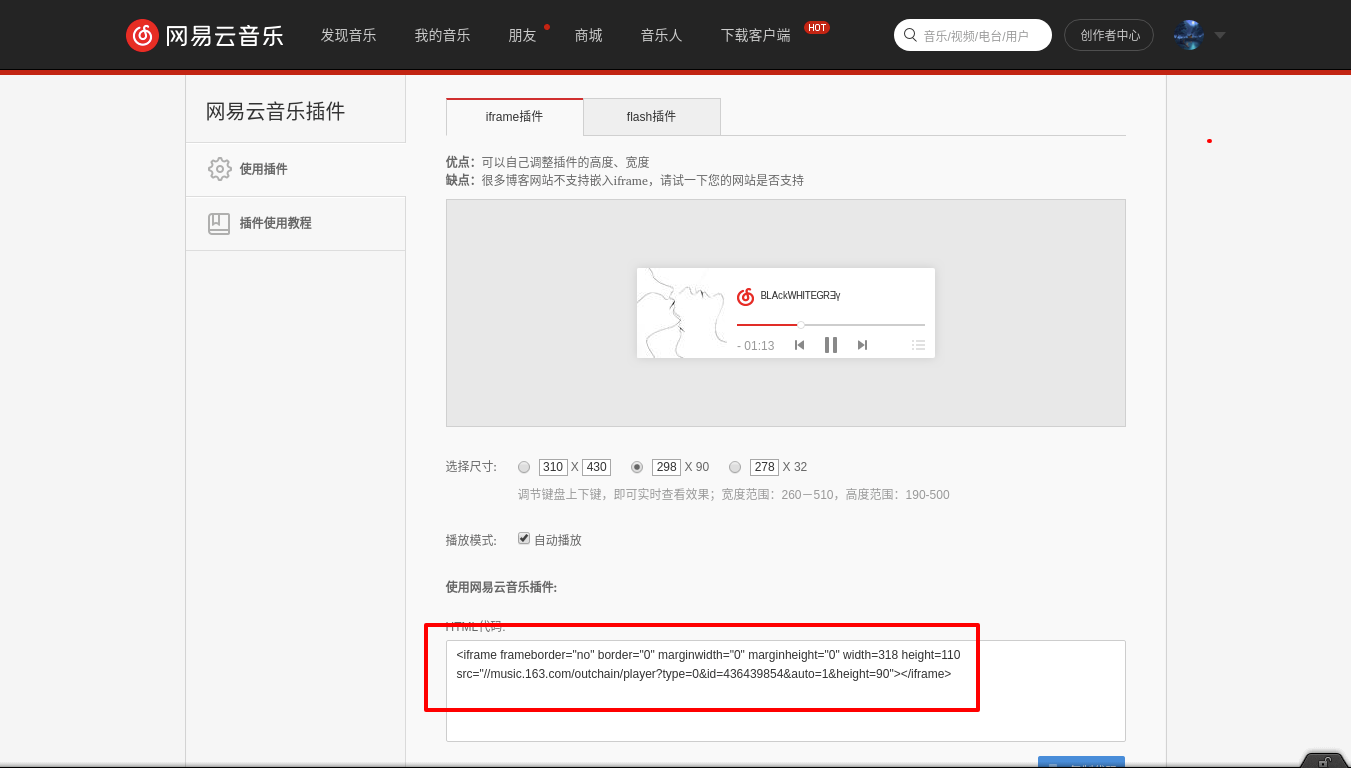 网易云音乐
发现音乐 我的音乐 朋友 商城 音乐人 下载客户端 HOT
音乐/视频/电台/用户
创作者中心
网易云音乐插件
使用插件
插件使用教程
iframe插件 flash插件
优点：可以自己调整插件的高度、宽度
缺点：很多博客网站不支持嵌入iframe，请试一下您的网站是否支持
BLAckWHITEGRƎγ
- 01:13
选择尺寸: 310 X 430 298 X 90 278 X 32
调节键盘上下键，即可实时查看效果；宽度范围：260－510，高度范围：190-500
播放模式: 自动播放
使用网易云音乐插件:
HTML代码:
<iframe frameborder="no" border="0" marginwidth="0" marginheight="0" width=318 height=110
src="//music.163.com/outchain/player?type=0&id=436439854&auto=1&height=90"></iframe>